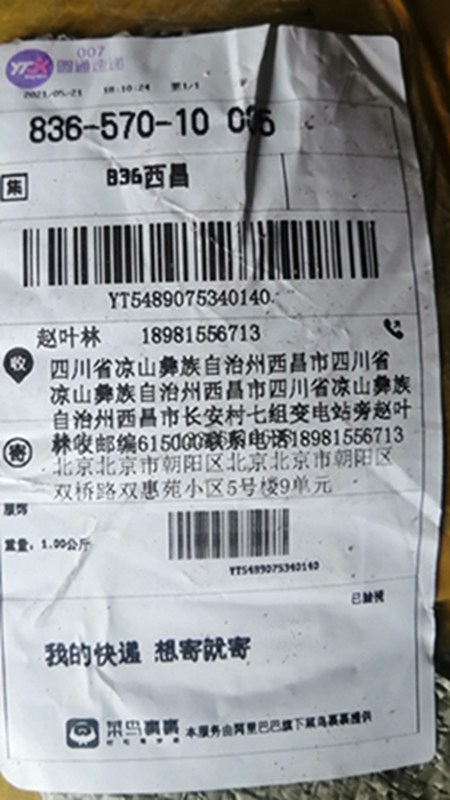 007
YTO 圆通速递
2021/05/21 18:10:24 第1/1
836-570-10 006
集
836西昌
YT5489075340140
赵叶林 18981556713
收
四川省凉山彝族自治州西昌市四川省
凉山彝族自治州西昌市四川省凉山彝族
自治州西昌市长安村七组变电站旁赵叶
林收邮编615000联系电话18981556713
寄
北京北京市朝阳区北京北京市朝阳区
双桥路双惠苑小区5号楼9单元
服饰
重量：1.00公斤
YT5489075340140
已验视
我的快递 想寄就寄
菜鸟裹裹
本服务由阿里巴巴旗下菜鸟裹裹提供